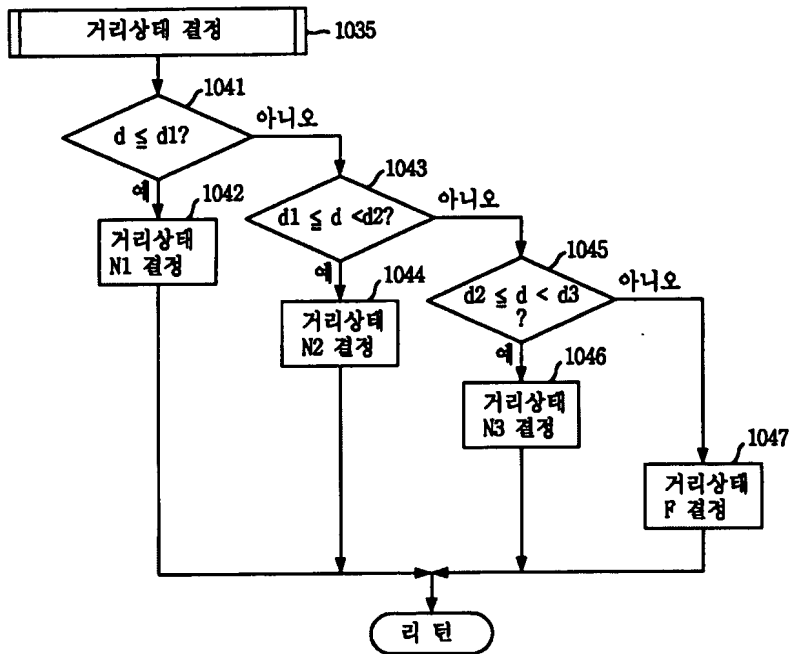 거리상태 결정
1035
1041
d ≦ d1?
아니오
예
1042
거리상태
N1 결정
1043
d1 ≦ d <d2?
아니오
예
1044
거리상태
N2 결정
1045
d2 ≦ d < d3
?
아니오
예
1046
거리상태
N3 결정
1047
거리상태
F 결정
리 턴